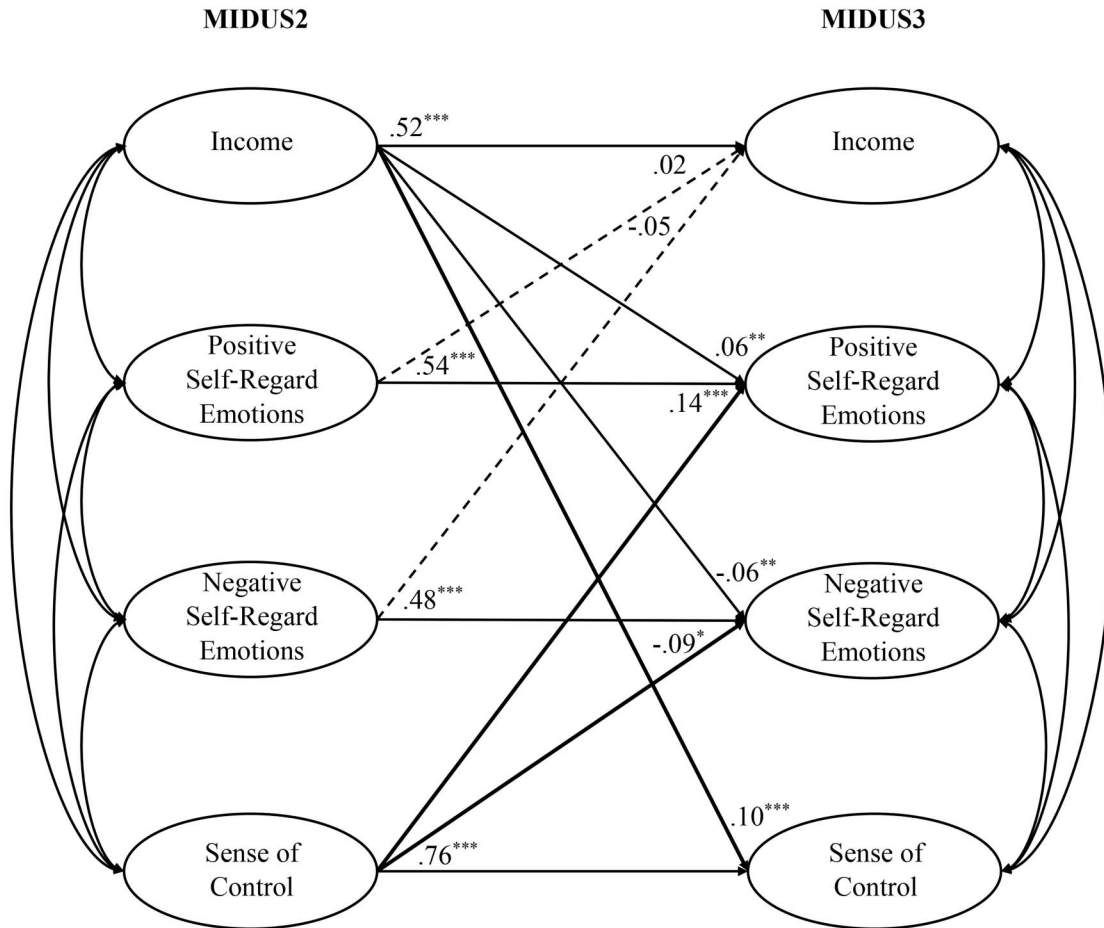 MIDUS2
MIDUS3
Income
.52***
.02
Income
-.05
Positive
Self-Regard
Emotions
.54***
.06**
.14***
Positive
Self-Regard
Emotions
Negative
Self-Regard
Emotions
.48***
-.06**
-.09*
Negative
Self-Regard
Emotions
Sense of
Control
.76***
.10***
Sense of
Control